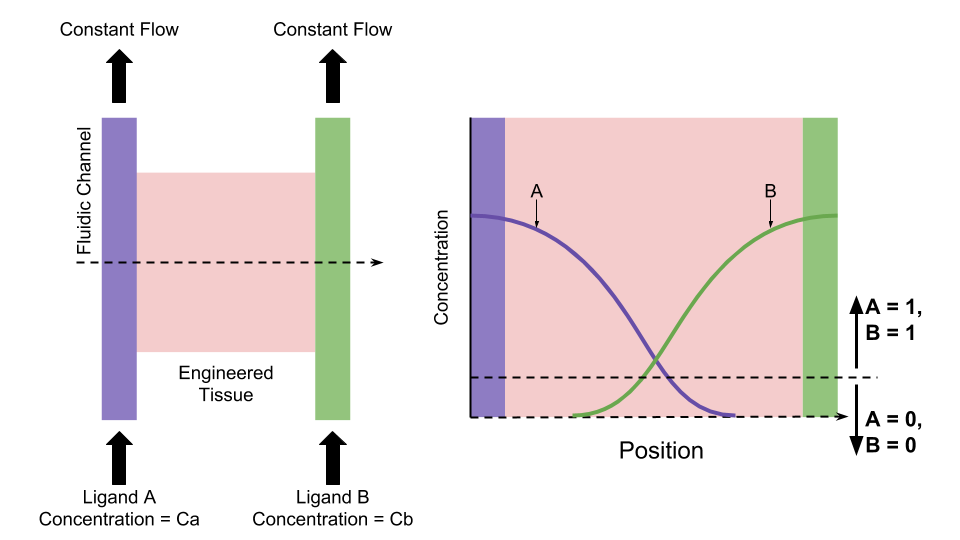 Constant Flow
Constant Flow
Fluidic Channel
Engineered
Tissue
Ligand A
Concentration = Ca
Ligand B
Concentration = Cb
Concentration
A
B
A = 1,
B = 1
A = 0,
B = 0
Position